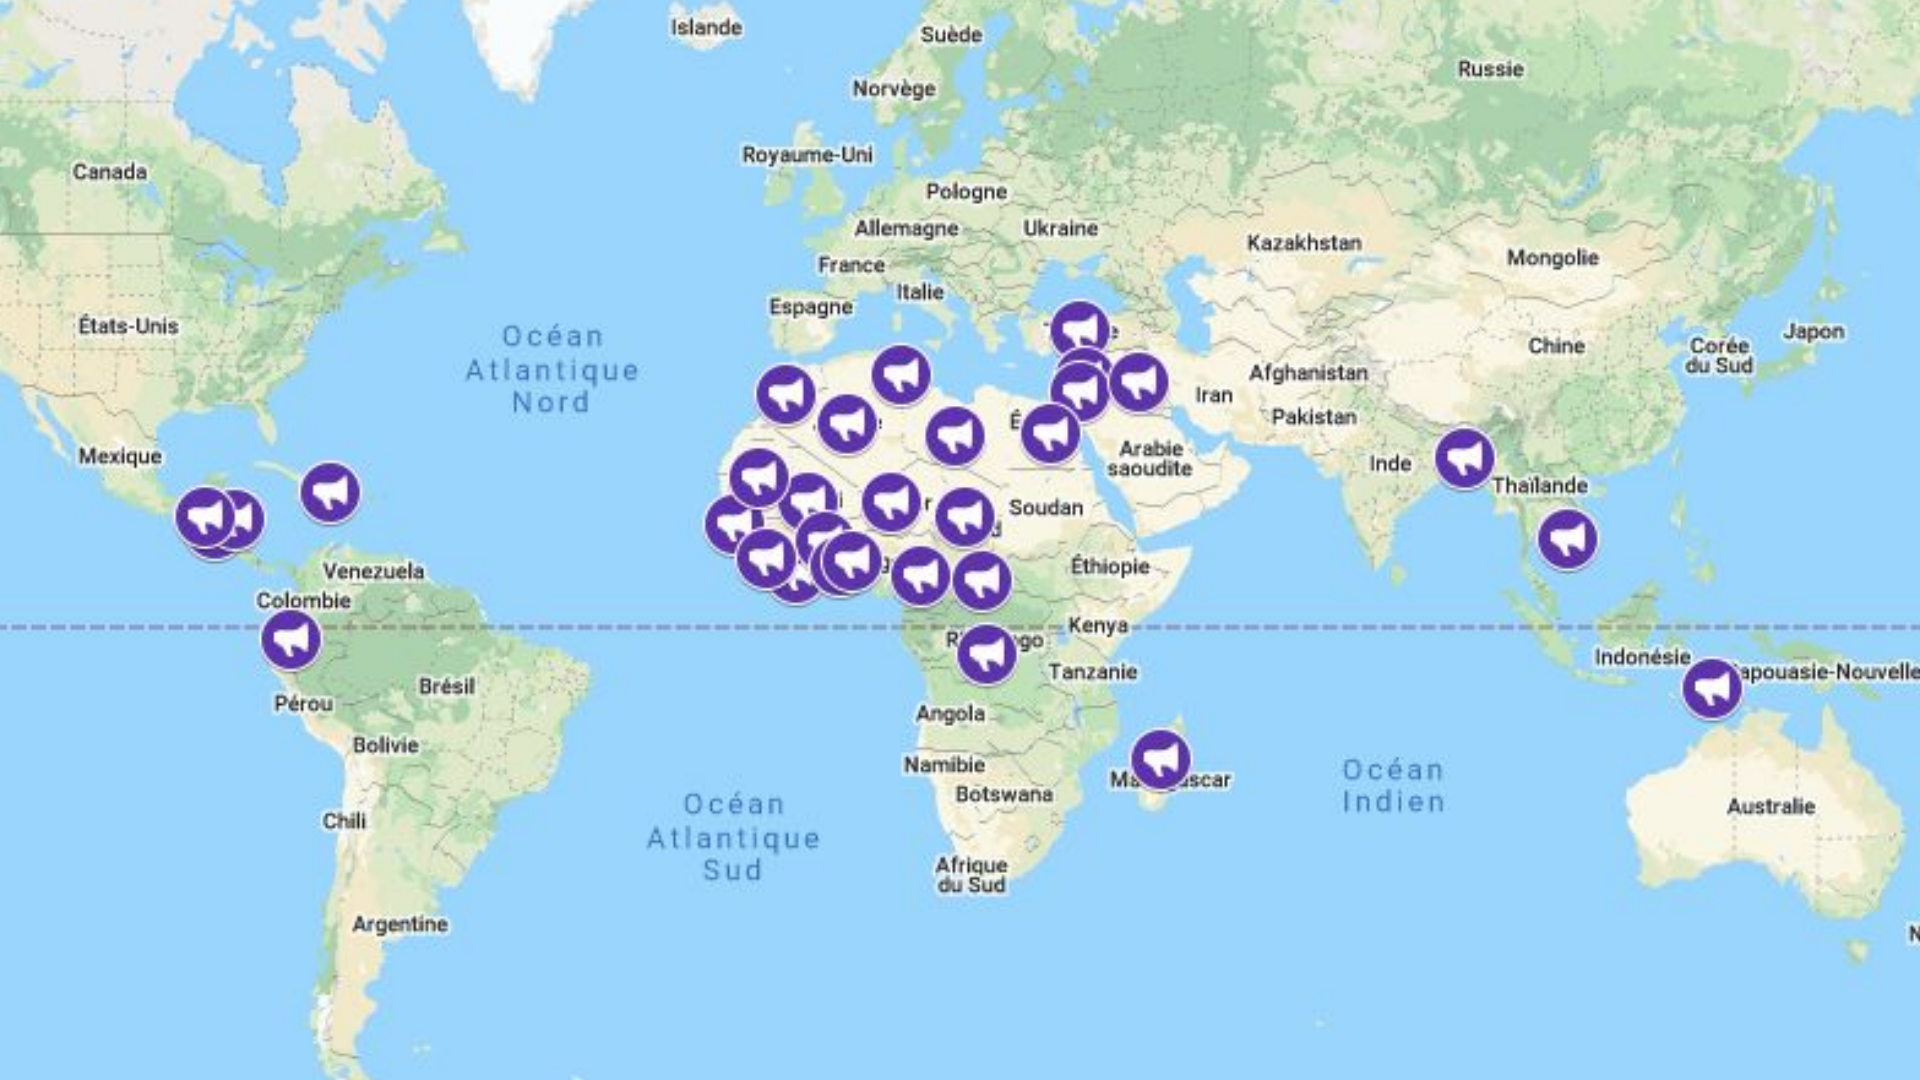 Islande
Suède
Norvège
Russie
Canada
Royaume-Uni
Pologne
Allemagne
Ukraine
Kazakhstan
Mongolie
France
Italie
Espagne
États-Unis
Océan
Atlantique
Nord
Chine
Corée
du Sud
Japon
Afghanistan
Iran
Pakistan
Mexique
Arabie
saoudite
Inde
Thaïlande
Soudan
Venezuela
Éthiopie
Colombie
Kenya
Indonésie
apouasie-Nouvelle
Tanzanie
Brésil
Pérou
Angola
Bolivie
Namibie
Botswana
Océan
Indien
Océan
Atlantique
Sud
Chili
Australie
Afrique
du Sud
Argentine